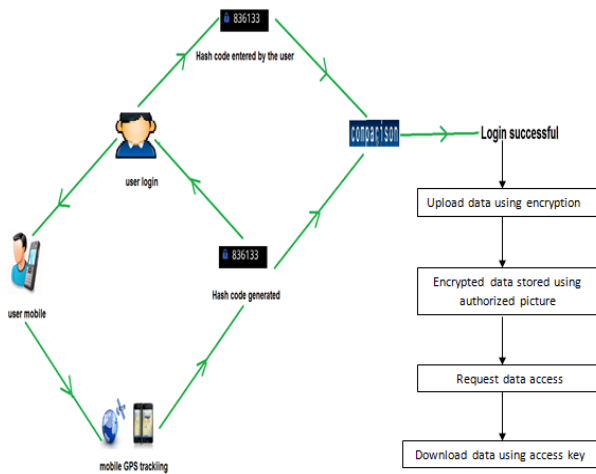 836133
Hash code entered by the user
comparison
Login successful
user login
Upload data using encryption
836133
Hash code generated
Encrypted data stored using
authorized picture
user mobile
Request data access
mobile GPS trackiing
Download data using access key